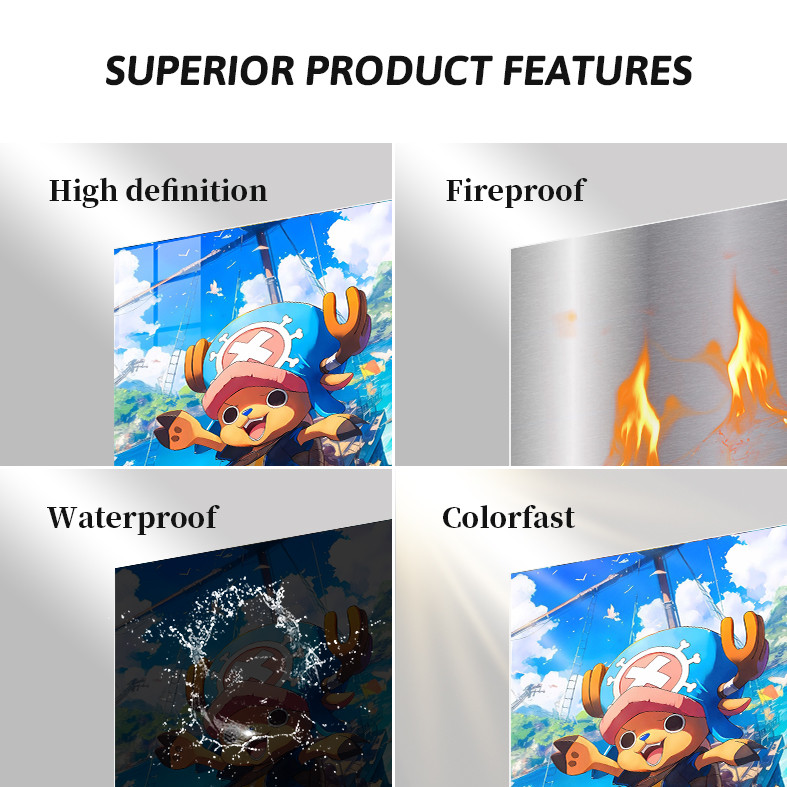 SUPERIOR PRODUCT FEATURES
High definition
Fireproof
Waterproof
Colorfast